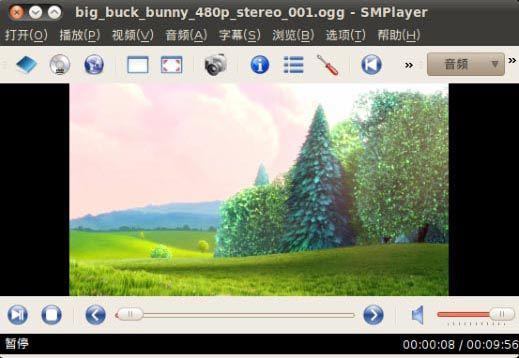 big_buck_bunny_480p_stereo_001.ogg - SMPlayer
打开(O) 播放(P) 视频(V) 音频(A) 字幕(S) 浏览(B) 选项(T) 帮助(H)
» 音频 »
暂停 00:00:08 / 09:56